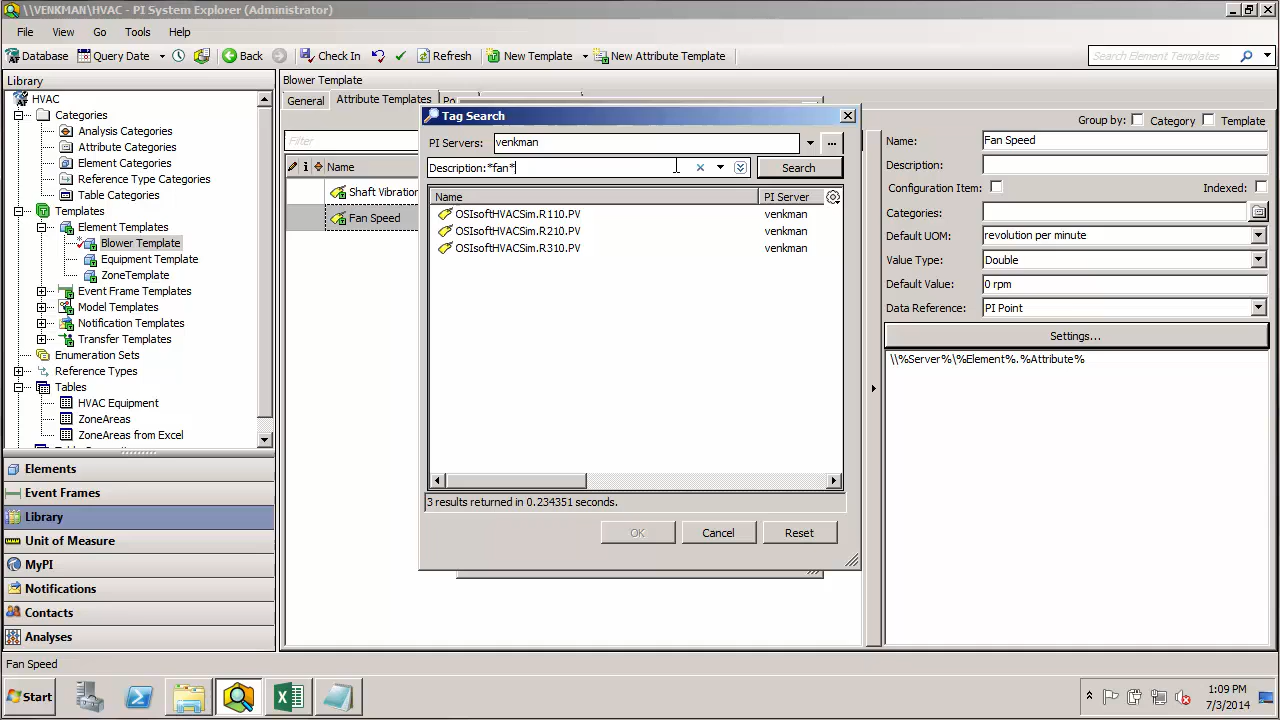 \\VENKMAN\HVAC - PI System Explorer (Administrator)
File View Go Tools Help
Database Query Date Back Check In Refresh New Template New Attribute Template Search Element Templates
Library
HVAC
Categories
Analysis Categories
Attribute Categories
Element Categories
Reference Type Categories
Table Categories
Templates
Element Templates
Blower Template
Equipment Template
ZoneTemplate
Event Frame Templates
Model Templates
Notification Templates
Transfer Templates
Enumeration Sets
Reference Types
Tables
HVAC Equipment
ZoneAreas
ZoneAreas from Excel
Elements
Event Frames
Library
Unit of Measure
MyPI
Notifications
Contacts
Analyses
Blower Template
General Attribute Templates
Filter
Name
Shaft Vibration
Fan Speed
Tag Search
PI Servers: venkman ...
Description:*fan* Search
Name PI Server
OSIsoftHVACSim.R110.PV venkman
OSIsoftHVACSim.R210.PV venkman
OSIsoftHVACSim.R310.PV venkman
3 results returned in 0.234351 seconds.
OK Cancel Reset
Group by: Category Template
Name: Fan Speed
Description:
Configuration Item: Indexed:
Categories:
Default UOM: revolution per minute
Value Type: Double
Default Value: 0 rpm
Data Reference: PI Point
Settings...
\\%Server%\%Element%.%Attribute%
Fan Speed
Start
1:09 PM
7/3/2014